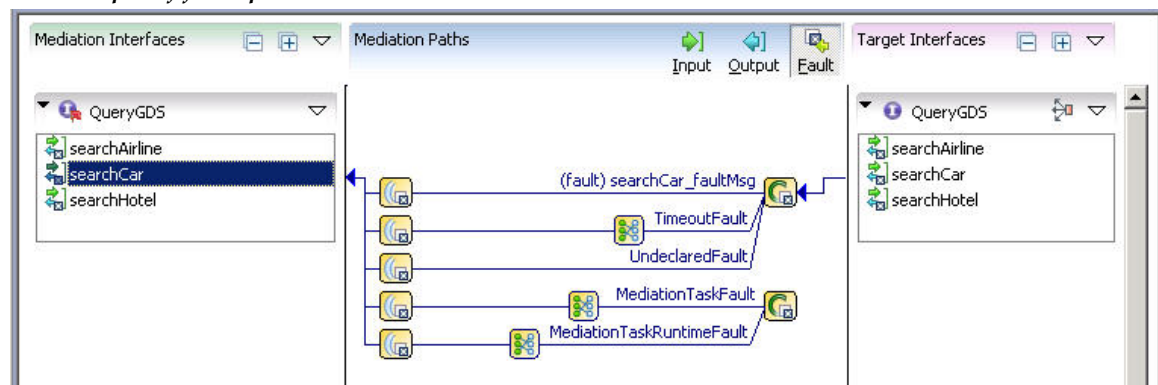 Mediation Interfaces
Mediation Paths
Input Output Fault
Target Interfaces
QueryGDS
searchAirline
searchCar
searchHotel
(fault) searchCar_faultMsg
TimeoutFault
UndeclaredFault
MediationTaskFault
MediationTaskRuntimeFault
QueryGDS
searchAirline
searchCar
searchHotel